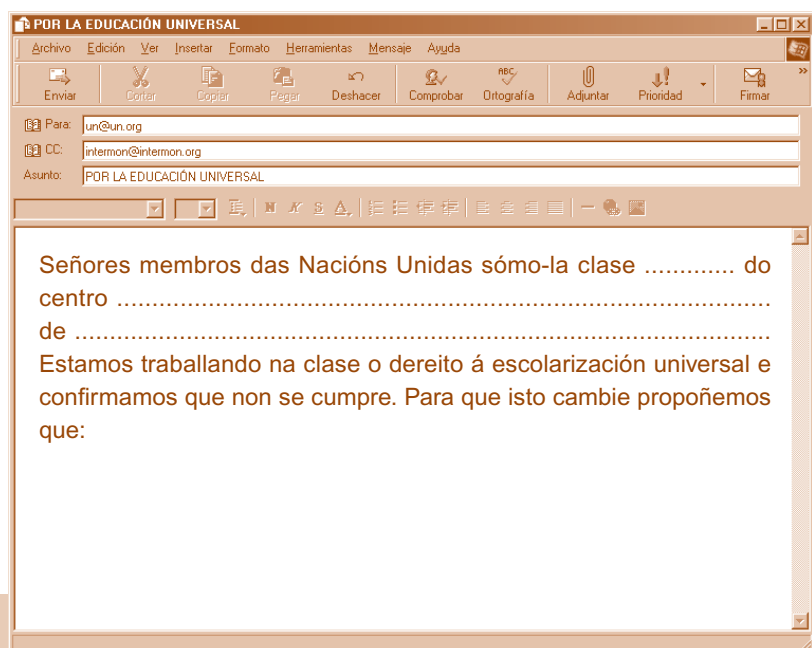 POR LA EDUCACIÓN UNIVERSAL
Archivo Edición Ver Insertar Formato Herramientas Mensaje Ayuda
Enviar Cortar Copiar Pegar Deshacer Comprobar Ortografía Adjuntar Prioridad Firmar
Para: un@un.org
CC: intermon@intermon.org
Asunto: POR LA EDUCACIÓN UNIVERSAL
Señores membros das Nacións Unidas sómo-la clase ............. do
centro .............................................................................................
de ...................................................................................................
Estamos traballando na clase o dereito á escolarización universal e
confirmamos que non se cumpre. Para que isto cambie propoñemos
que: